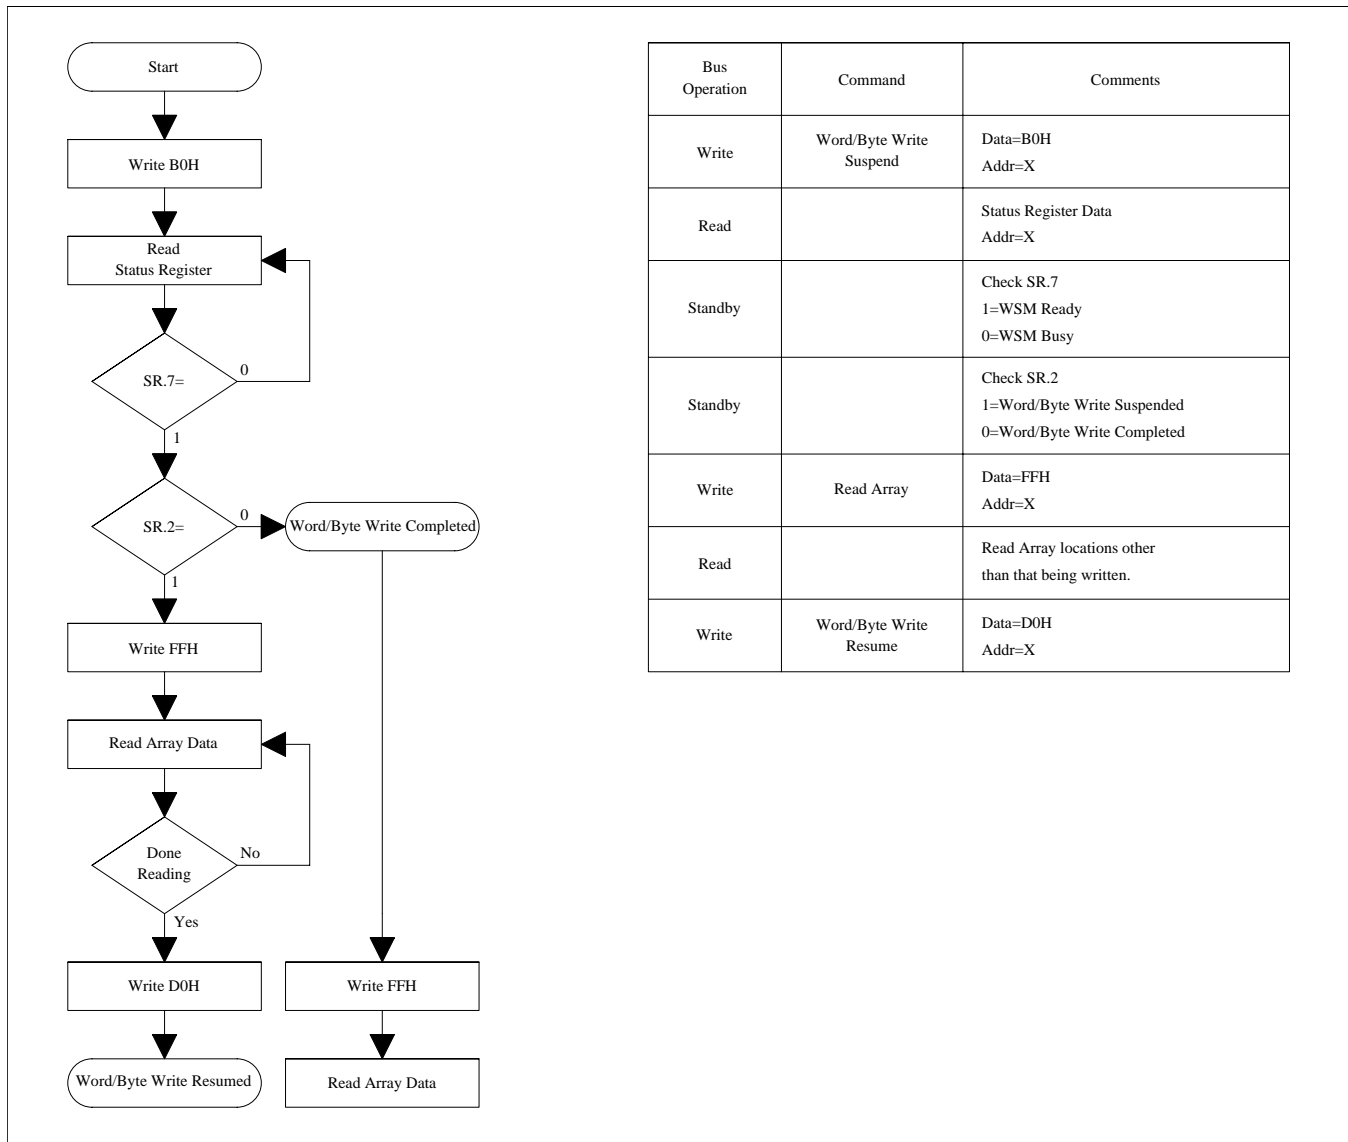 Start
Write B0H
Read
Status Register
SR.7=
0
1
SR.2=
0
Word/Byte Write Completed
1
Write FFH
Read Array Data
Done
Reading
No
Yes
Write D0H
Write FFH
Word/Byte Write Resumed
Read Array Data
Bus
Operation
Command
Comments
Write
Word/Byte Write
Suspend
Data=B0H
Addr=X
Read
Status Register Data
Addr=X
Standby
Check SR.7
1=WSM Ready
0=WSM Busy
Standby
Check SR.2
1=Word/Byte Write Suspended
0=Word/Byte Write Completed
Write
Read Array
Data=FFH
Addr=X
Read
Read Array locations other
than that being written.
Write
Word/Byte Write
Resume
Data=D0H
Addr=X